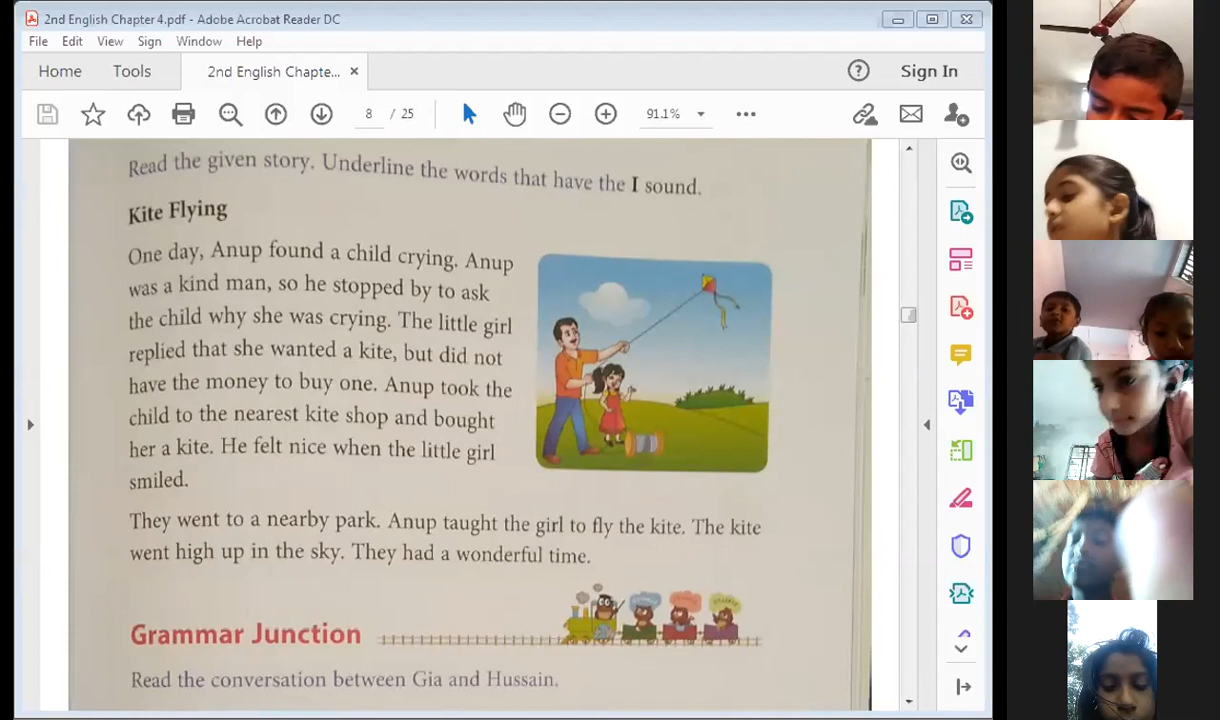 2nd English Chapter 4.pdf - Adobe Acrobat Reader DC
File Edit View Sign Window Help
Home Tools 2nd English Chapte... × Sign In
8 / 25 91.1%
Read the given story. Underline the words that have the I sound.
Kite Flying
One day, Anup found a child crying. Anup
was a kind man, so he stopped by to ask
the child why she was crying. The little girl
replied that she wanted a kite, but did not
have the money to buy one. Anup took the
child to the nearest kite shop and bought
her a kite. He felt nice when the little girl
smiled.
They went to a nearby park. Anup taught the girl to fly the kite. The kite
went high up in the sky. They had a wonderful time.
Grammar Junction
Read the conversation between Gia and Hussain.